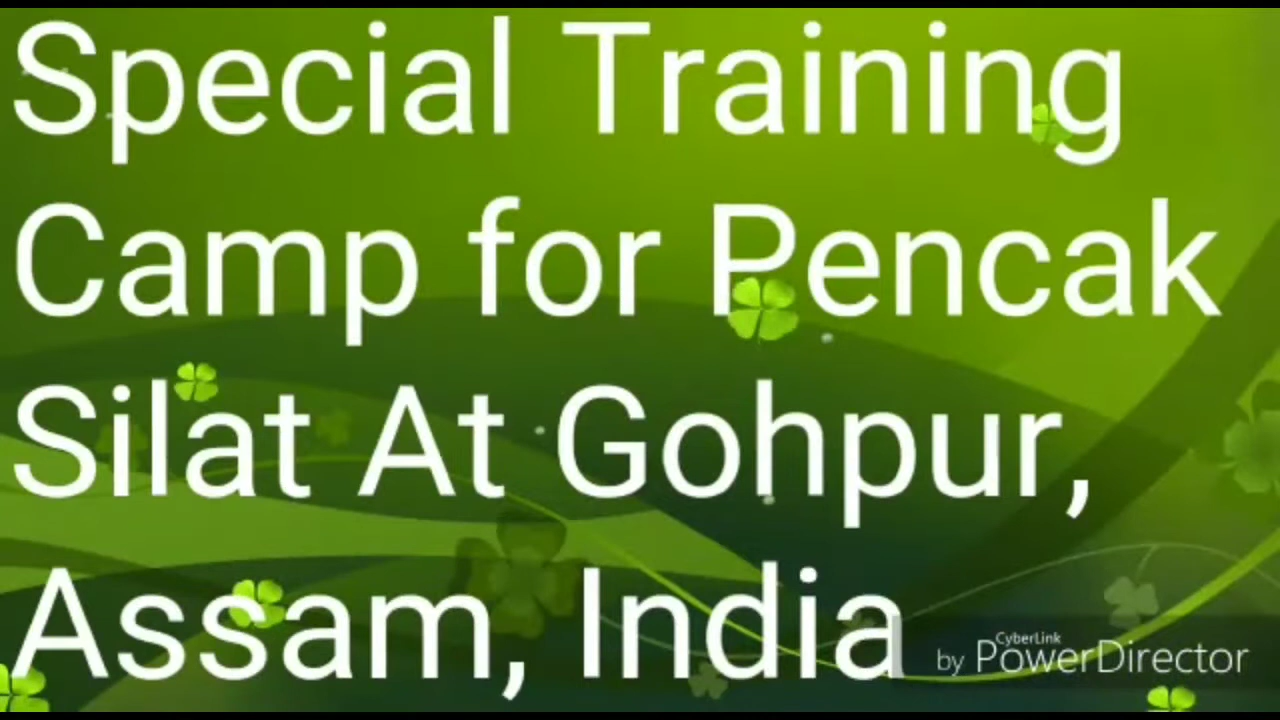 Special Training
Camp for Pencak
Silat At Gohpur,
Assam, India
CyberLink
by PowerDirector